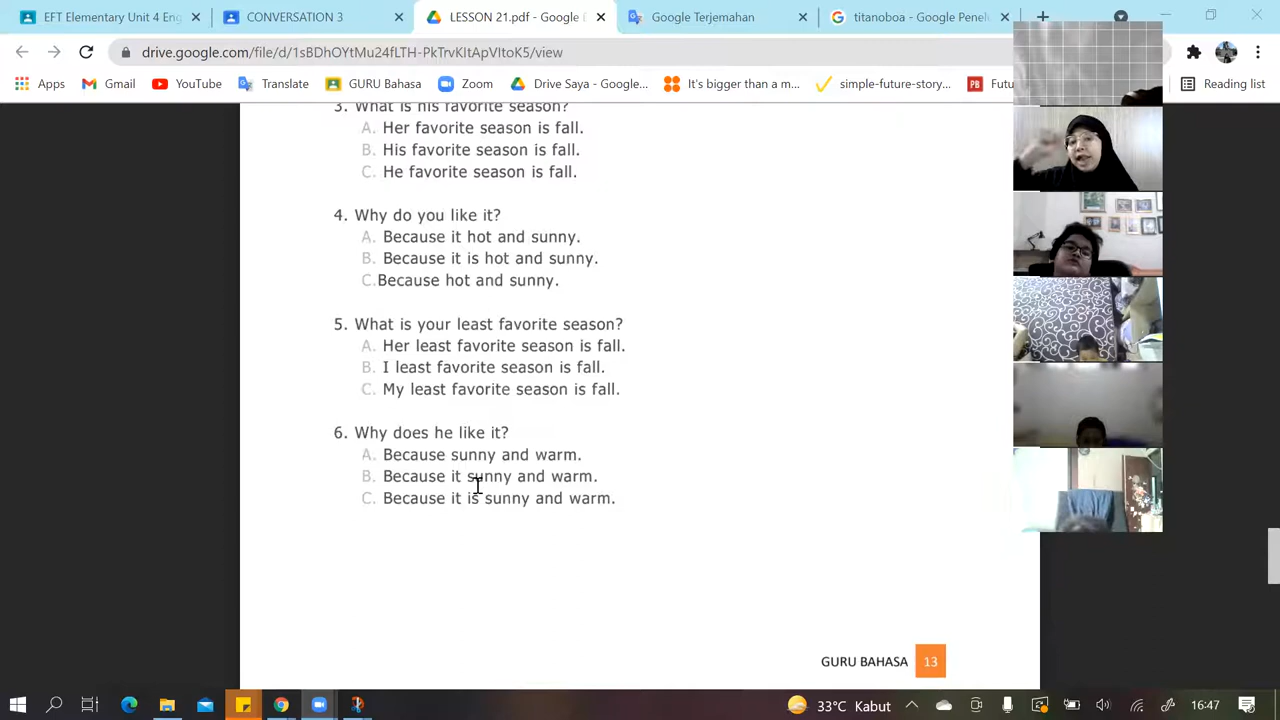 EFT Elementary Unit 4 Eng
CONVERSATION 3
LESSON 21.pdf - Google D
Google Terjemahan
titanoboa - Google Penelu
drive.google.com/file/d/1sBDhOYtMu24fLTH-PkTrvKItApVItoK5/view
Apps
Gmail
YouTube
Translate
GURU Bahasa
Zoom
Drive Saya - Google...
It's bigger than a m...
simple-future-story...
Futu
Reading list
3. What is his favorite season?
A. Her favorite season is fall.
B. His favorite season is fall.
C. He favorite season is fall.
4. Why do you like it?
A. Because it hot and sunny.
B. Because it is hot and sunny.
C.Because hot and sunny.
5. What is your least favorite season?
A. Her least favorite season is fall.
B. I least favorite season is fall.
C. My least favorite season is fall.
6. Why does he like it?
A. Because sunny and warm.
B. Because it sunny and warm.
C. Because it is sunny and warm.
GURU BAHASA 13
33°C Kabut
16:47